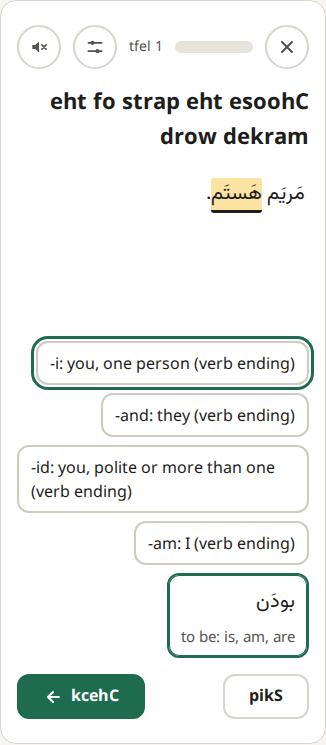 tfel 1
Choosen eht fo strap eht
drow dekram
مَریَم هَستَم.
-i: you, one person (verb ending)
-and: they (verb ending)
-id: you, polite or more than one
(verb ending)
-am: I (verb ending)
بودَن
to be: is, am, are
← kcehC
pikS